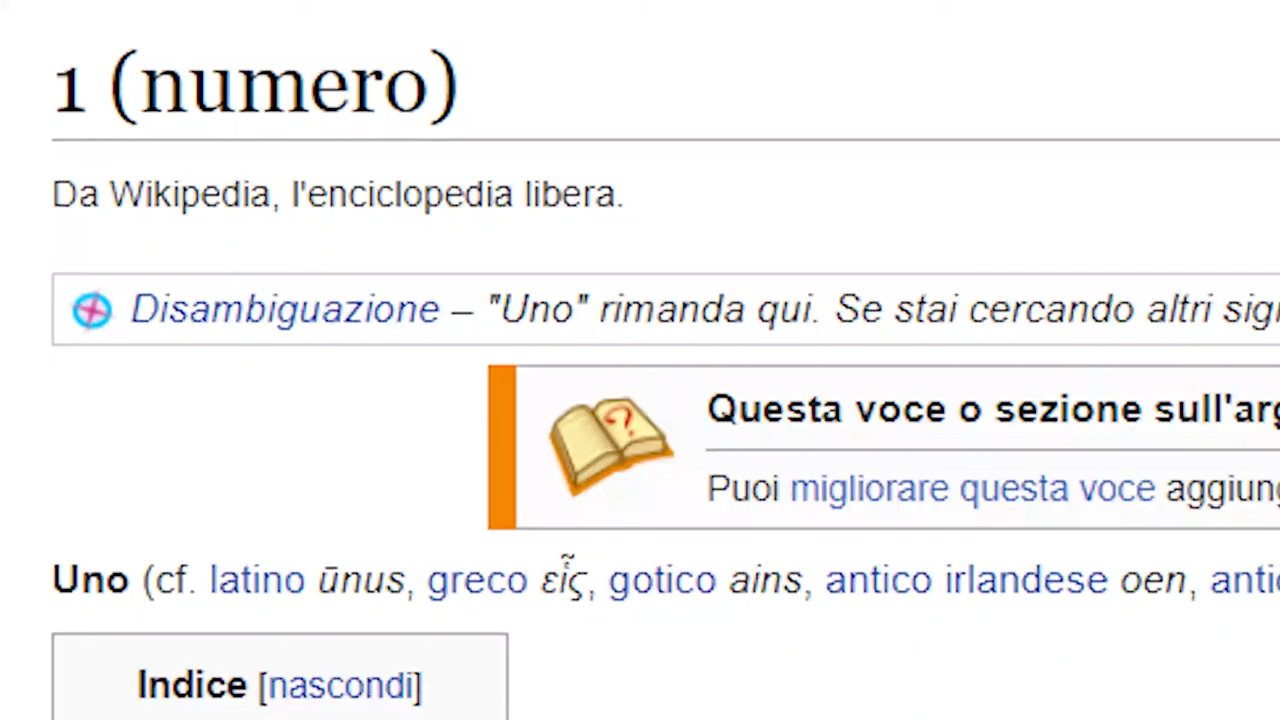 1 (numero)
Da Wikipedia, l'enciclopedia libera.
Disambiguazione – "Uno" rimanda qui. Se stai cercando altri
Questa voce o sezione
Puoi migliorare questa voce
Uno (cf. latino ūnus, greco εἷς, gotico ains, antico irlandese oen,
Indice [nascondi]